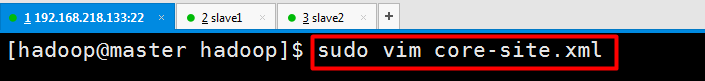 1 192.168.218.133:22 × 2 slave1 × 3 slave2 × +
[hadoop@master hadoop]$ sudo vim core-site.xml